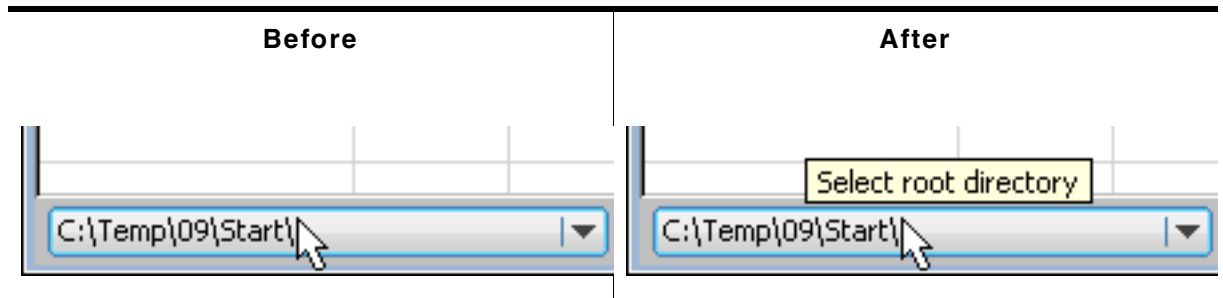 Before
After
C:\Temp\09\Start\
Select root directory
C:\Temp\09\Start\